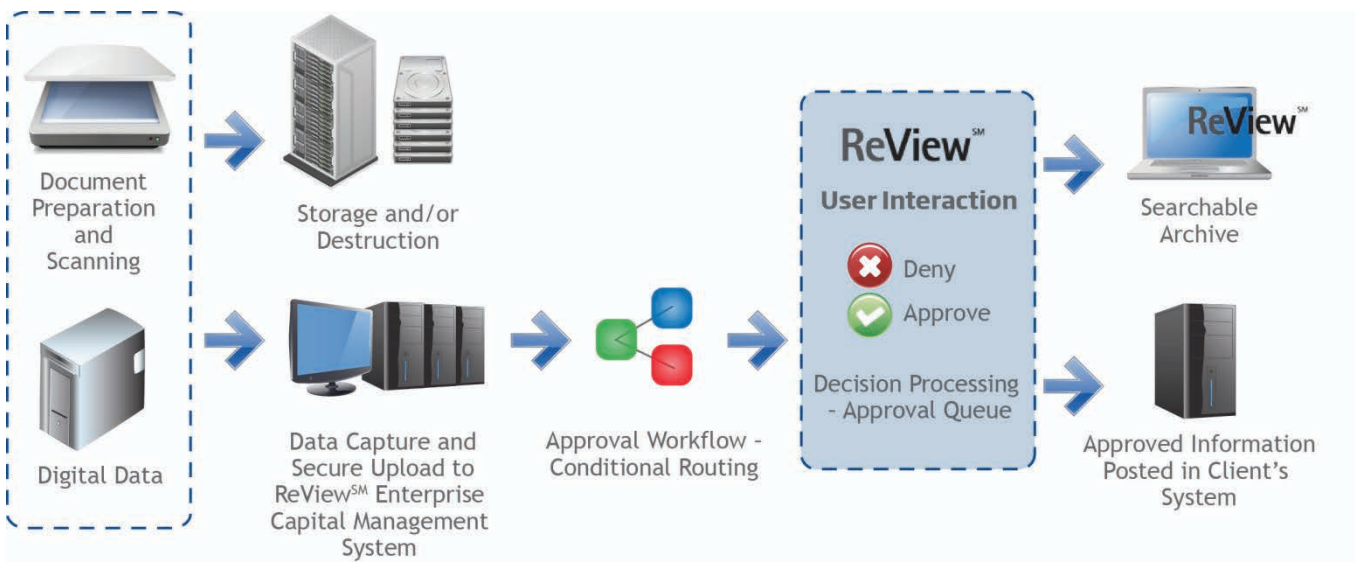 Document
Preparation
and
Scanning
Digital Data
Storage and/or
Destruction
Data Capture and
Secure Upload to
ReView℠ Enterprise
Capital Management
System
Approval Workflow –
Conditional Routing
ReView℠
User Interaction
Deny
Approve
Decision Processing
– Approval Queue
ReView℠
Searchable
Archive
Approved Information
Posted in Client’s
System